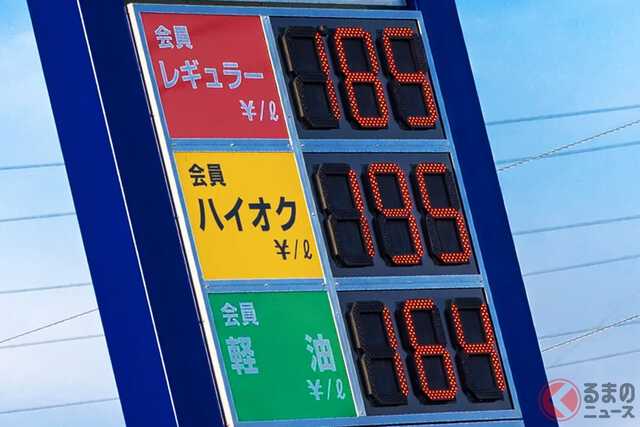 会員
レギュラー
¥/ℓ
185
会員
ハイオク
¥/ℓ
195
会員
軽油
¥/ℓ
164
くるまの
ニュース